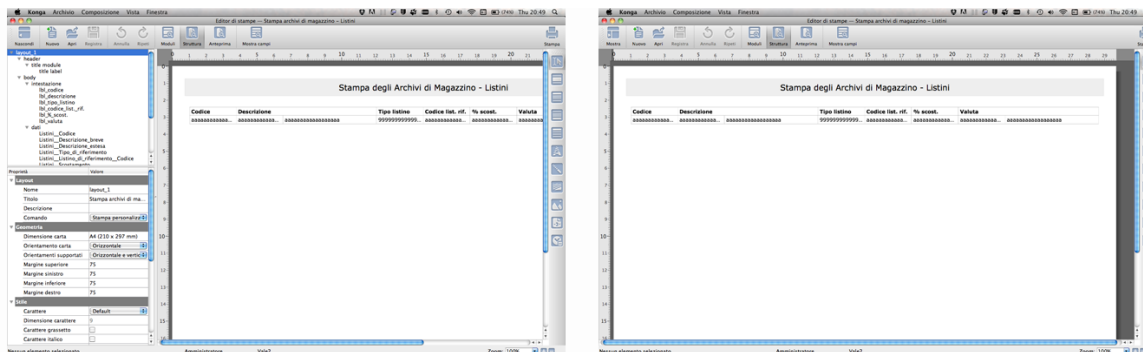 Konga Archivio Composizione Vista Finestra
(74%) Thu 20:49
Editor di stampe — Stampa archivi di magazzino - Listini
Nascondi Nuovo Apri Registra Annulla Ripeti Moduli Struttura Anteprima Mostra campi Stampa
layout_1
header
title module
title label
body
intestazione
lbl_codice
lbl_descrizione
lbl_tipo_listino
lbl_codice_list._rif.
lbl_%_scost.
lbl_valuta
dati
Listini__Codice
Listini__Descrizione_breve
Listini__Descrizione_estesa
Listini__Tipo_di_riferimento
Listini__Listino_di_riferimento__Codice
Listini__Scostamento
Proprietà Valore
Layout
Nome layout_1
Titolo Stampa archivi di ma...
Descrizione
Comando Stampa personalizz
Geometria
Dimensione carta A4 (210 x 297 mm)
Orientamento carta Orizzontale
Orientamenti supportati Orizzontale e vertic
Margine superiore 75
Margine sinistro 75
Margine inferiore 75
Margine destro 75
Stile
Carattere Default
Dimensione carattere 9
Carattere grassetto
Carattere italico
Stampa degli Archivi di Magazzino - Listini
Codice Descrizione Tipo listino Codice list. rif. % scost. Valuta
Nessun elemento selezionato Amministratore Vale2 Zoom: 100%
Konga Archivio Composizione Vista Finestra
(74%) Thu 20:49
Editor di stampe — Stampa archivi di magazzino - Listini
Mostra Nuovo Apri Registra Annulla Ripeti Moduli Struttura Anteprima Mostra campi
Stampa degli Archivi di Magazzino - Listini
Codice Descrizione Tipo listino Codice list. rif. % scost. Valuta
Nessun elemento selezionato Amministratore Vale2 Zoom: 100%